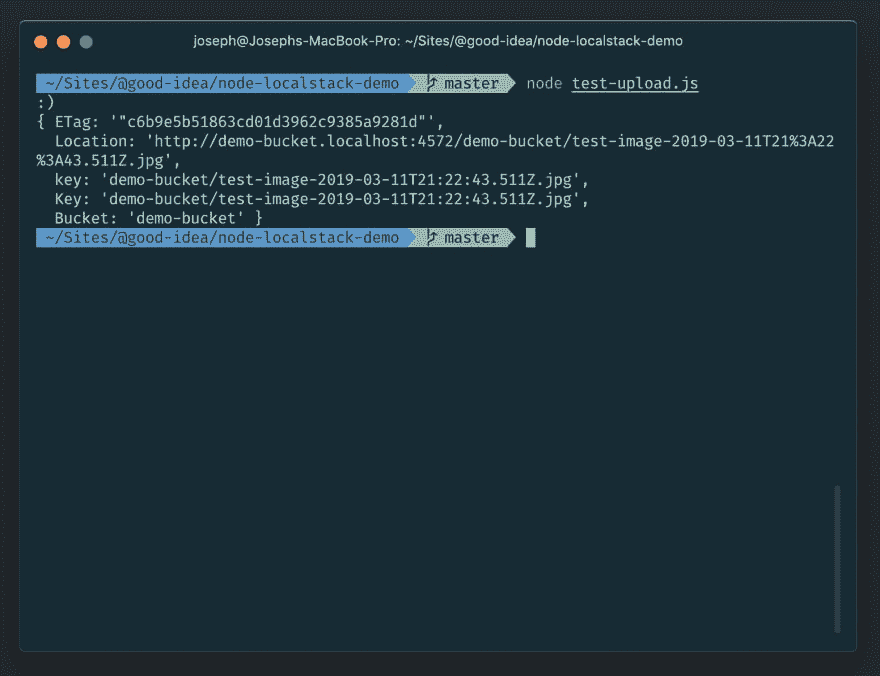 joseph@Josephs-MacBook-Pro: ~/Sites/@good-idea/node-localstack-demo
~/Sites/@good-idea/node-localstack-demo master node test-upload.js
:)
{ ETag: '"c6b9e5b51863cd01d3962c9385a9281d"',
Location: 'http://demo-bucket.localhost:4572/demo-bucket/test-image-2019-03-11T21%3A22
%3A43.511Z.jpg',
key: 'demo-bucket/test-image-2019-03-11T21:22:43.511Z.jpg',
Key: 'demo-bucket/test-image-2019-03-11T21:22:43.511Z.jpg',
Bucket: 'demo-bucket' }
~/Sites/@good-idea/node-localstack-demo master